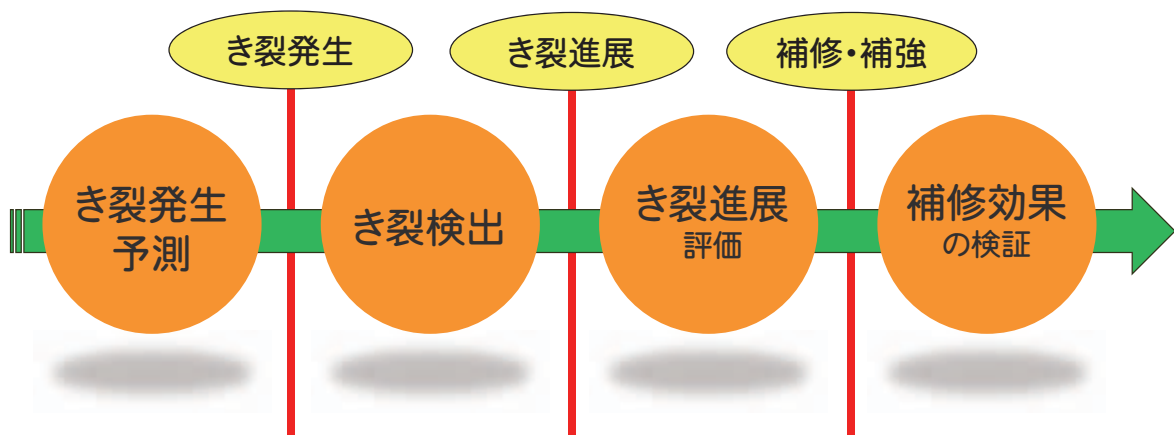 き裂発生
き裂進展
補修・補強
き裂発生
予測
き裂検出
き裂進展
評価
補修効果
の検証